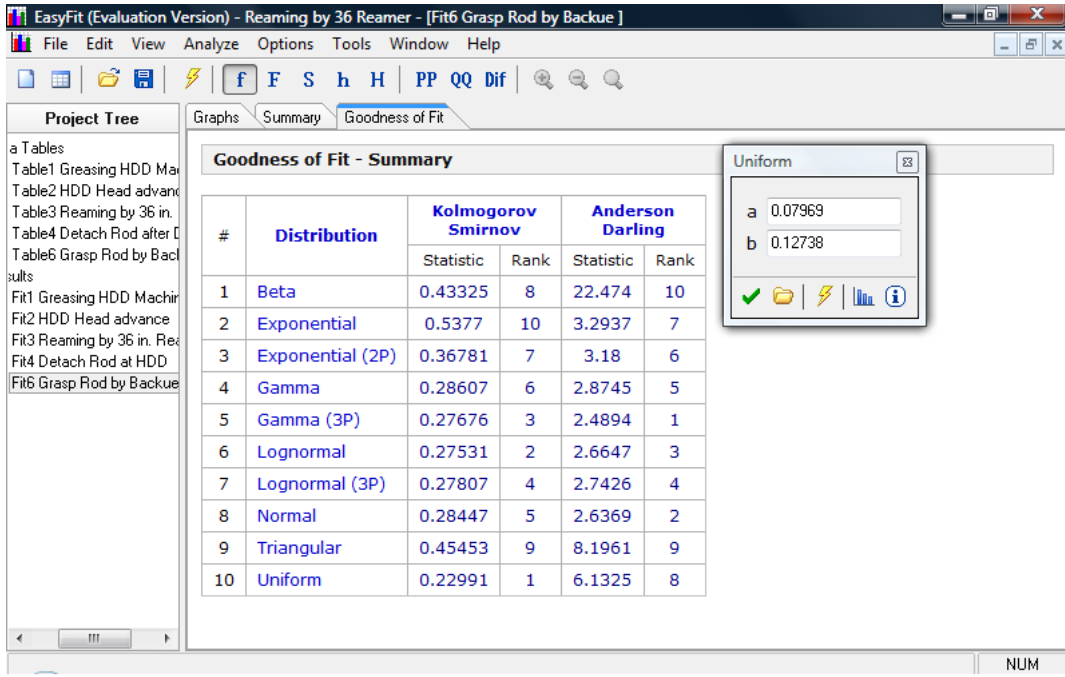 EasyFit (Evaluation Version) - Reaming by 36 Reamer - [Fit6 Grasp Rod by Backue ]
File Edit View Analyze Options Tools Window Help
f F S h H PP QQ Dif
Project Tree
Graphs Summary Goodness of Fit
a Tables
Table1 Greasing HDD Ma
Table2 HDD Head advan
Table3 Reaming by 36 in.
Table4 Detach Rod after D
Table6 Grasp Rod by Bacl
sults
Fit1 Greasing HDD Machin
Fit2 HDD Head advance
Fit3 Reaming by 36 in. Rea
Fit4 Detach Rod at HDD
Fit6 Grasp Rod by Backue
Goodness of Fit - Summary
# Distribution Kolmogorov Smirnov Anderson Darling
Statistic Rank Statistic Rank
1 Beta 0.43325 8 22.474 10
2 Exponential 0.5377 10 3.2937 7
3 Exponential (2P) 0.36781 7 3.18 6
4 Gamma 0.28607 6 2.8745 5
5 Gamma (3P) 0.27676 3 2.4894 1
6 Lognormal 0.27531 2 2.6647 3
7 Lognormal (3P) 0.27807 4 2.7426 4
8 Normal 0.28447 5 2.6369 2
9 Triangular 0.45453 9 8.1961 9
10 Uniform 0.22991 1 6.1325 8
Uniform
a 0.07969
b 0.12738
NUM